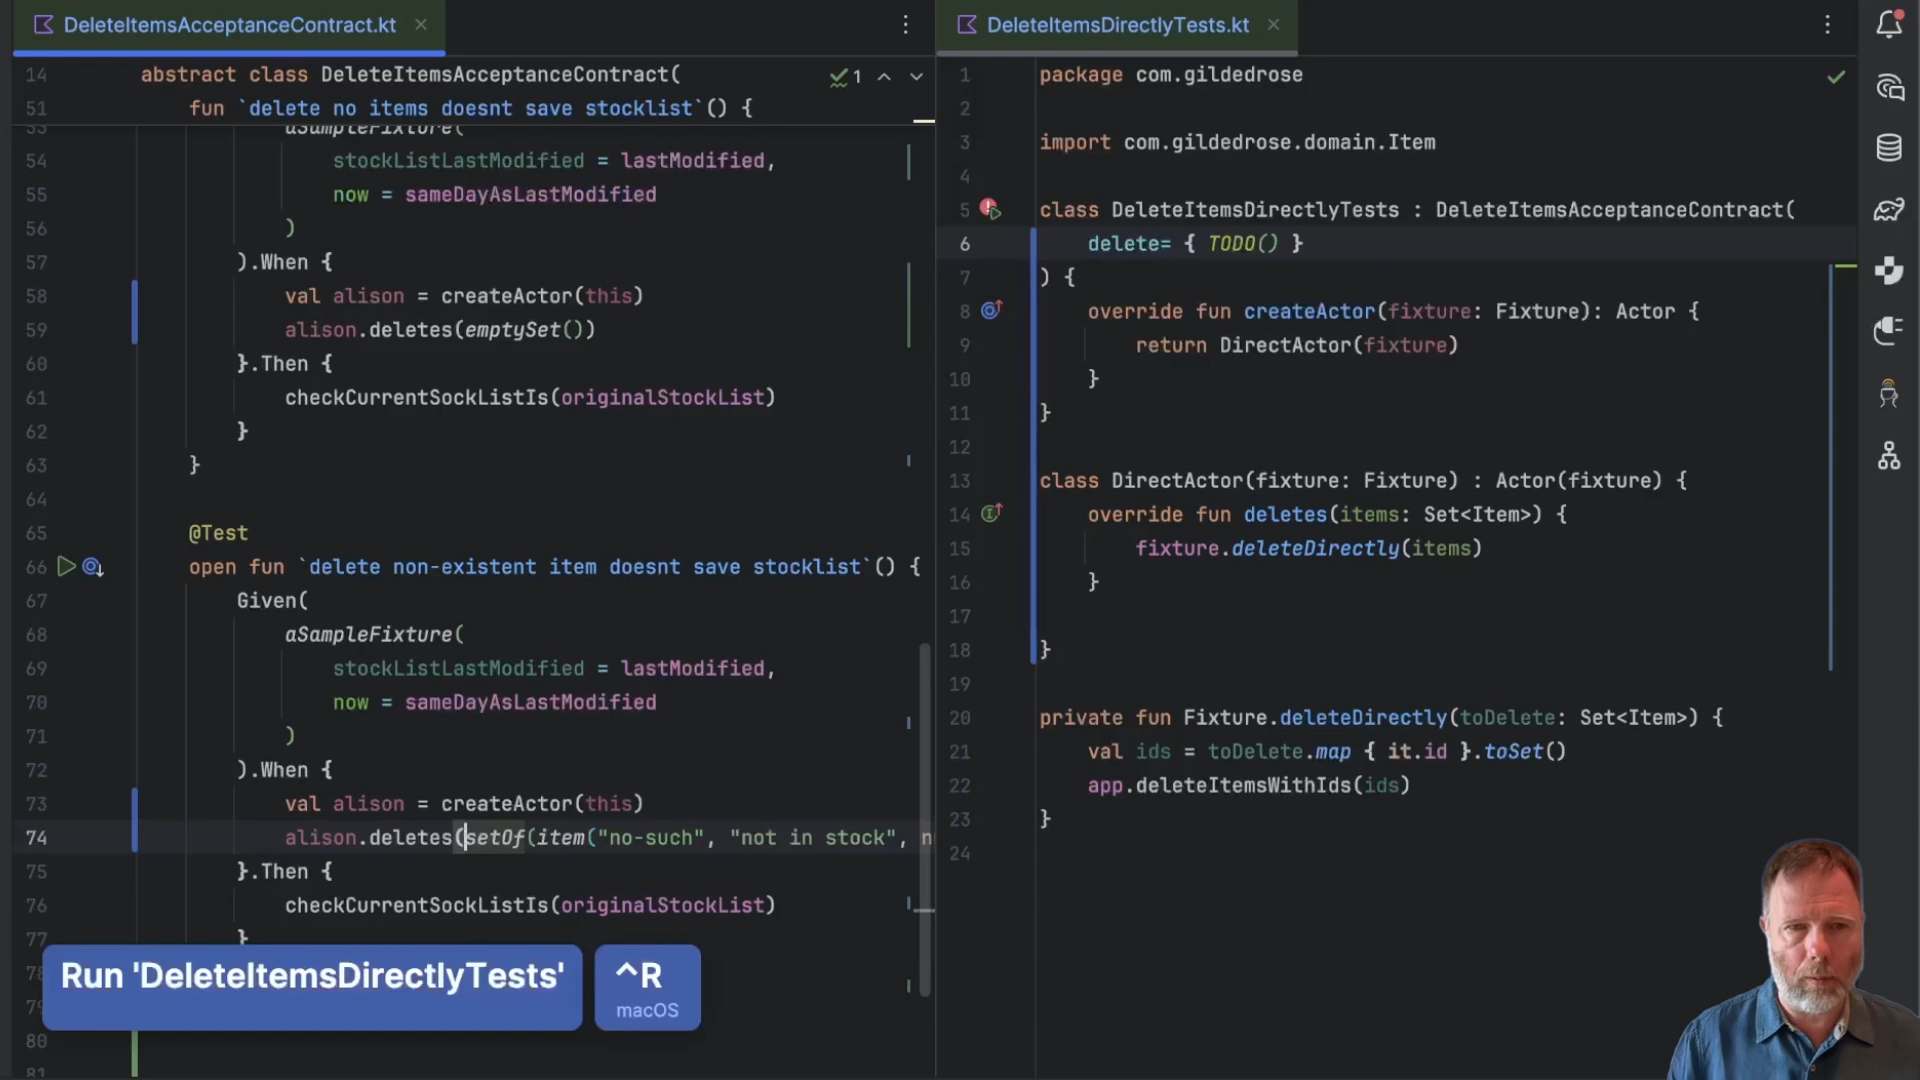 DeleteItemsAcceptanceContract.kt
14 abstract class DeleteItemsAcceptanceContract(
1
51 fun `delete no items doesnt save stocklist`() {
53 aSampleFixture(
54 stockListLastModified = lastModified,
55 now = sameDayAsLastModified
56 )
57 ).When {
58 val alison = createActor(this)
59 alison.deletes(emptySet())
60 }.Then {
61 checkCurrentSockListIs(originalStockList)
62 }
63 }
64
65 @Test
66 open fun `delete non-existent item doesnt save stocklist`() {
67 Given(
68 aSampleFixture(
69 stockListLastModified = lastModified,
70 now = sameDayAsLastModified
71 )
72 ).When {
73 val alison = createActor(this)
74 alison.deletes(setOf(item("no-such", "not in stock",
75 }.Then {
76 checkCurrentSockListIs(originalStockList)
77 }
80
81
Run 'DeleteItemsDirectlyTests'
^R
macOS
DeleteItemsDirectlyTests.kt
1 package com.gildedrose
2
3 import com.gildedrose.domain.Item
4
5 class DeleteItemsDirectlyTests : DeleteItemsAcceptanceContract(
6 delete= { TODO() }
7 ) {
8 override fun createActor(fixture: Fixture): Actor {
9 return DirectActor(fixture)
10 }
11 }
12
13 class DirectActor(fixture: Fixture) : Actor(fixture) {
14 override fun deletes(items: Set<Item>) {
15 fixture.deleteDirectly(items)
16 }
17
18 }
19
20 private fun Fixture.deleteDirectly(toDelete: Set<Item>) {
21 val ids = toDelete.map { it.id }.toSet()
22 app.deleteItemsWithIds(ids)
23 }
24